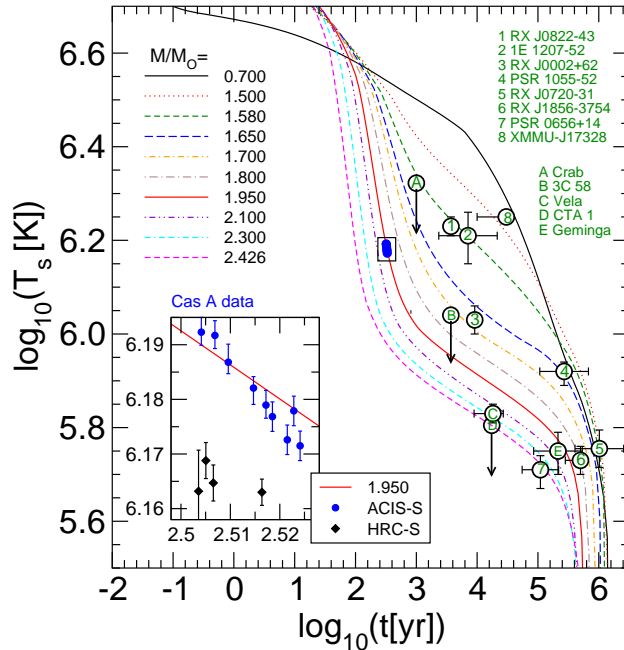 6.6
6.4
6.2
6.0
5.8
5.6
log10(T_s [K])
-2
-1
0
1
2
3
4
5
6
log10(t[yr])
M/MO=
0.700
1.500
1.580
1.650
1.700
1.800
1.950
2.100
2.300
2.426
1 RX J0822-43
2 1E 1207-52
3 RX J0002+62
4 PSR 1055-52
5 RX J0720-31
6 RX J1856-3754
7 PSR 0656+14
8 XMMU-J17328
A Crab
B 3C 58
C Vela
D CTA 1
E Geminga
A
1
2
8
B
3
4
C
D
E
5
6
7
Cas A data
6.19
6.18
6.17
6.16
2.5
2.51
2.52
1.950
ACIS-S
HRC-S